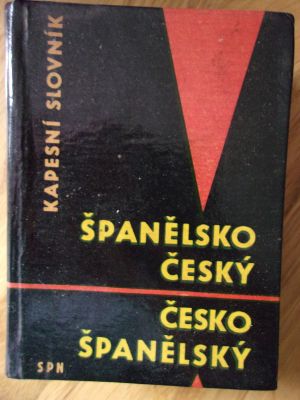 KAPESNÍ SLOVNÍK
ŠPANĚLSKO
ČESKÝ
ČESKO
ŠPANĚLSKÝ
SPN